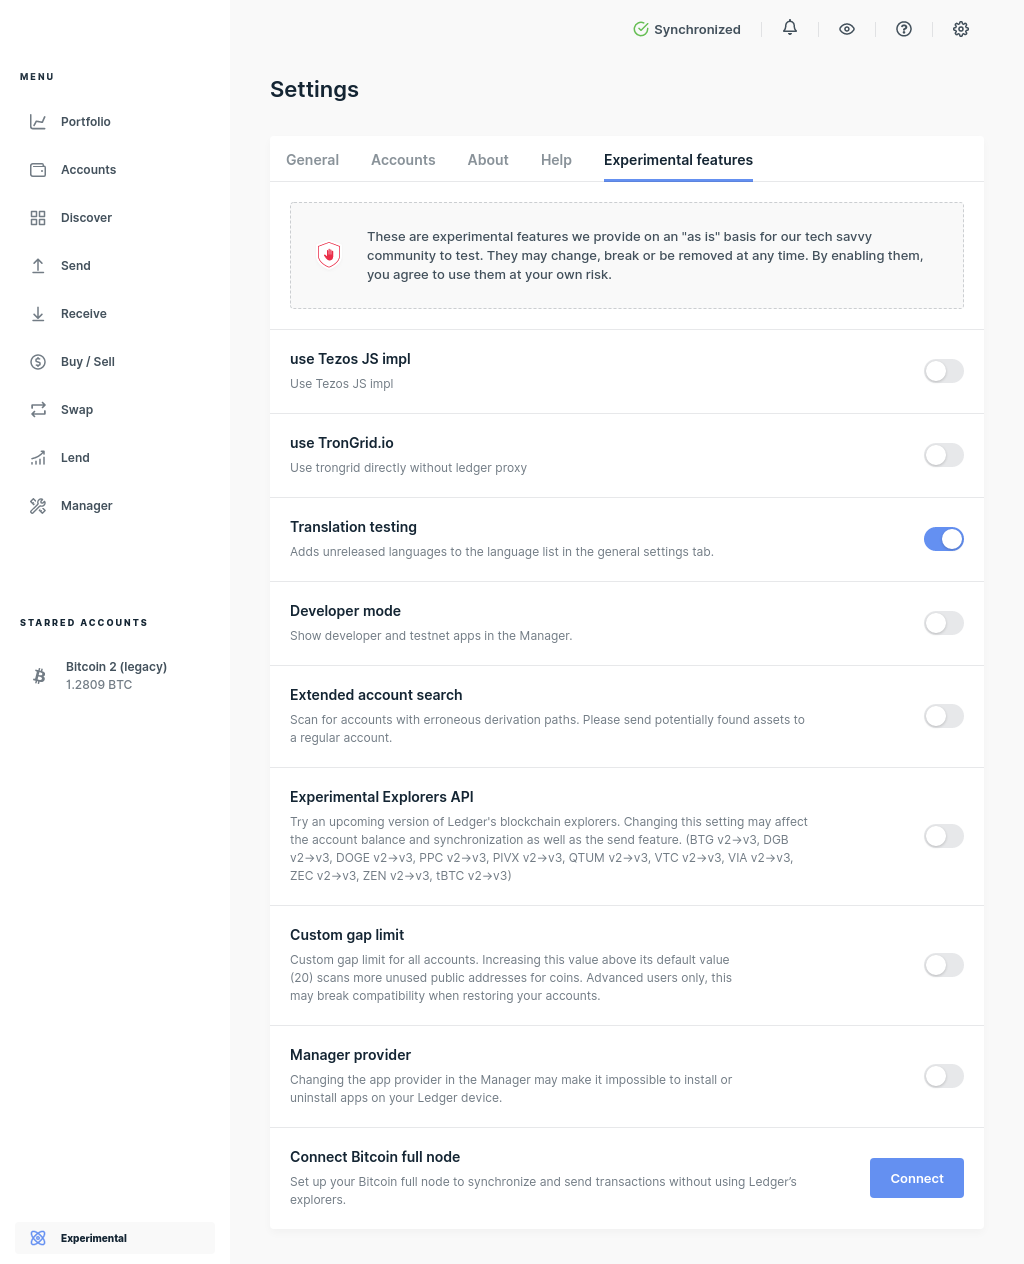 MENU
Portfolio
Accounts
Discover
Send
Receive
Buy / Sell
Swap
Lend
Manager
STARRED ACCOUNTS
Bitcoin 2 (legacy)
1.2809 BTC
Experimental
Synchronized
Settings
General Accounts About Help Experimental features
These are experimental features we provide on an "as is" basis for our tech savvy
community to test. They may change, break or be removed at any time. By enabling them,
you agree to use them at your own risk.
use Tezos JS impl
Use Tezos JS impl
use TronGrid.io
Use trongrid directly without ledger proxy
Translation testing
Adds unreleased languages to the language list in the general settings tab.
Developer mode
Show developer and testnet apps in the Manager.
Extended account search
Scan for accounts with erroneous derivation paths. Please send potentially found assets to
a regular account.
Experimental Explorers API
Try an upcoming version of Ledger's blockchain explorers. Changing this setting may affect
the account balance and synchronization as well as the send feature. (BTG v2→v3, DGB
v2→v3, DOGE v2→v3, PPC v2→v3, PIVX v2→v3, QTUM v2→v3, VTC v2→v3, VIA v2→v3,
ZEC v2→v3, ZEN v2→v3, tBTC v2→v3)
Custom gap limit
Custom gap limit for all accounts. Increasing this value above its default value
(20) scans more unused public addresses for coins. Advanced users only, this
may break compatibility when restoring your accounts.
Manager provider
Changing the app provider in the Manager may make it impossible to install or
uninstall apps on your Ledger device.
Connect Bitcoin full node
Set up your Bitcoin full node to synchronize and send transactions without using Ledger’s
explorers.
Connect